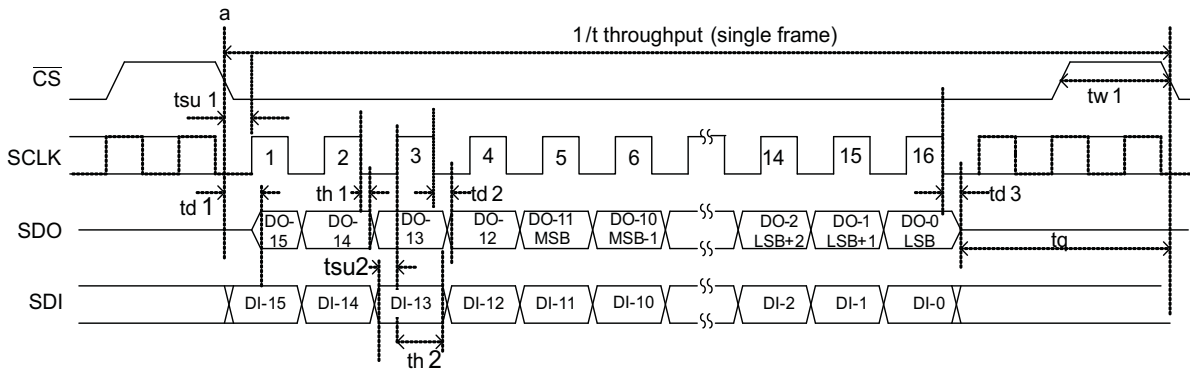 a
1/t throughput (single frame)
CS
tw 1
tsu 1
SCLK
1 2 3 4 5 6 14 15 16
td 1
th 1
td 2
td 3
SDO
DO-15
DO-14
DO-13
DO-12
DO-11 MSB
DO-10 MSB-1
DO-2 LSB+2
DO-1 LSB+1
DO-0 LSB
tq
tsu2
SDI
DI-15 DI-14 DI-13 DI-12 DI-11 DI-10 DI-2 DI-1 DI-0
th 2